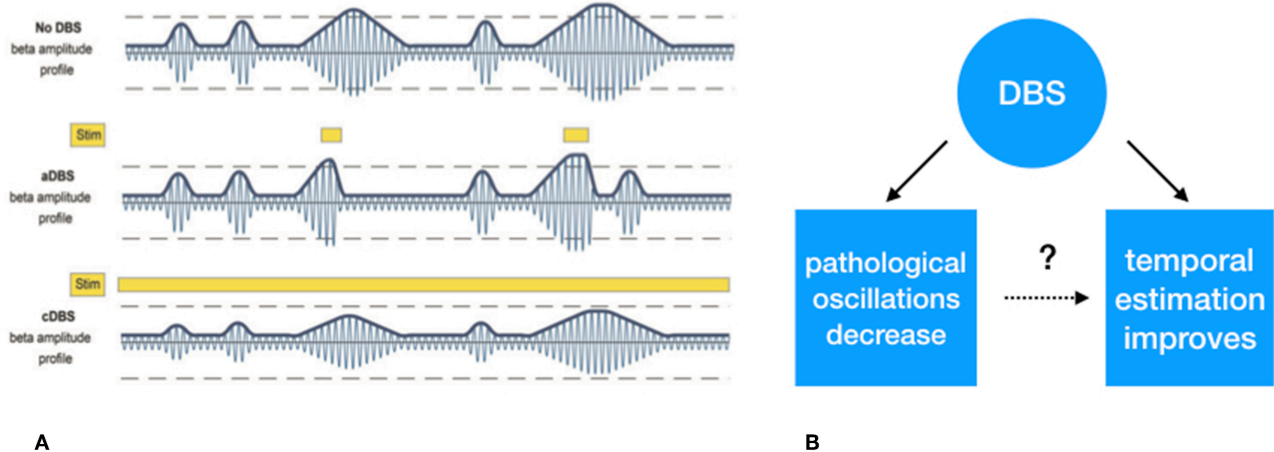 No DBS
beta amplitude
profile
Stim
aDBS
beta amplitude
profile
Stim
cDBS
beta amplitude
profile
A
DBS
pathological
oscillations
decrease
?
temporal
estimation
improves
B